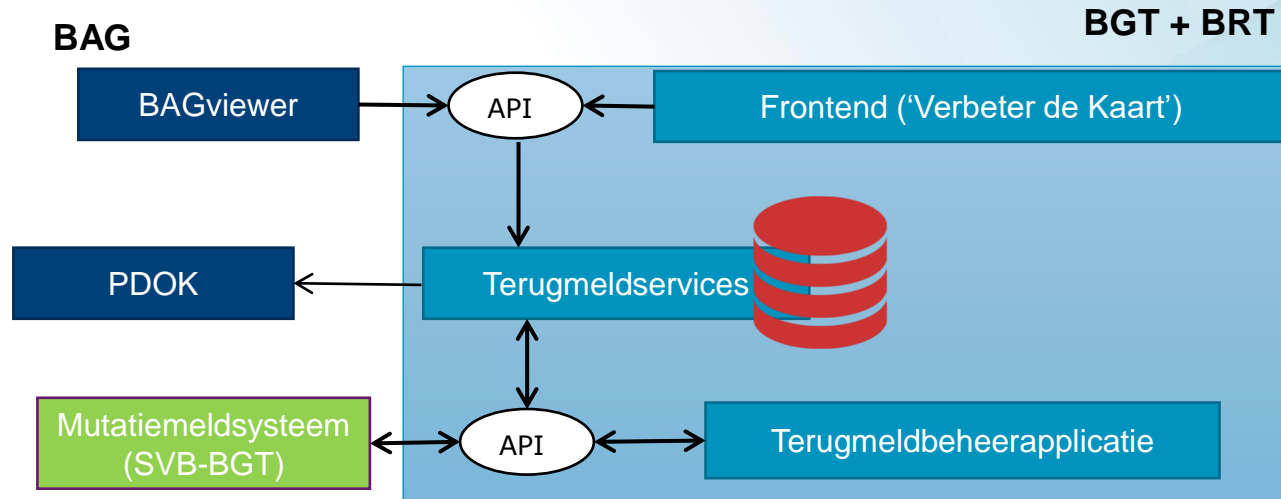 BAG
BGT + BRT
BAGviewer
API
Frontend (‘Verbeter de Kaart’)
PDOK
Terugmeldservices
Mutatiemeldsysteem
(SVB-BGT)
API
Terugmeldbeheerapplicatie